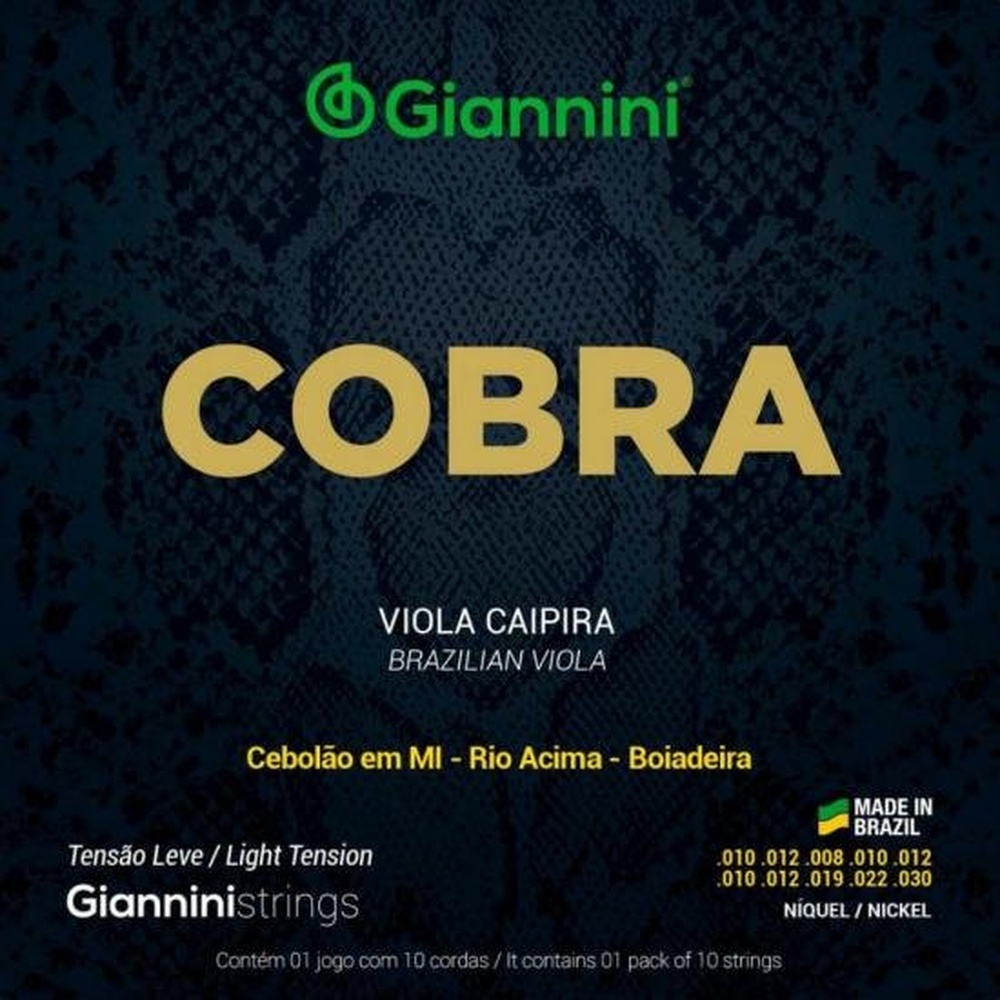 Giannini
COBRA
VIOLA CAIPIRA
BRAZILIAN VIOLA
Cebolão em MI - Rio Acima - Boiadeira
MADE IN
BRAZIL
Tensão Leve / Light Tension
.010 .012 .008 .010 .012
.010 .012 .019 .022 .030
Gianninistrings
NÍQUEL / NICKEL
Contém 01 jogo com 10 cordas / It contains 01 pack of 10 strings